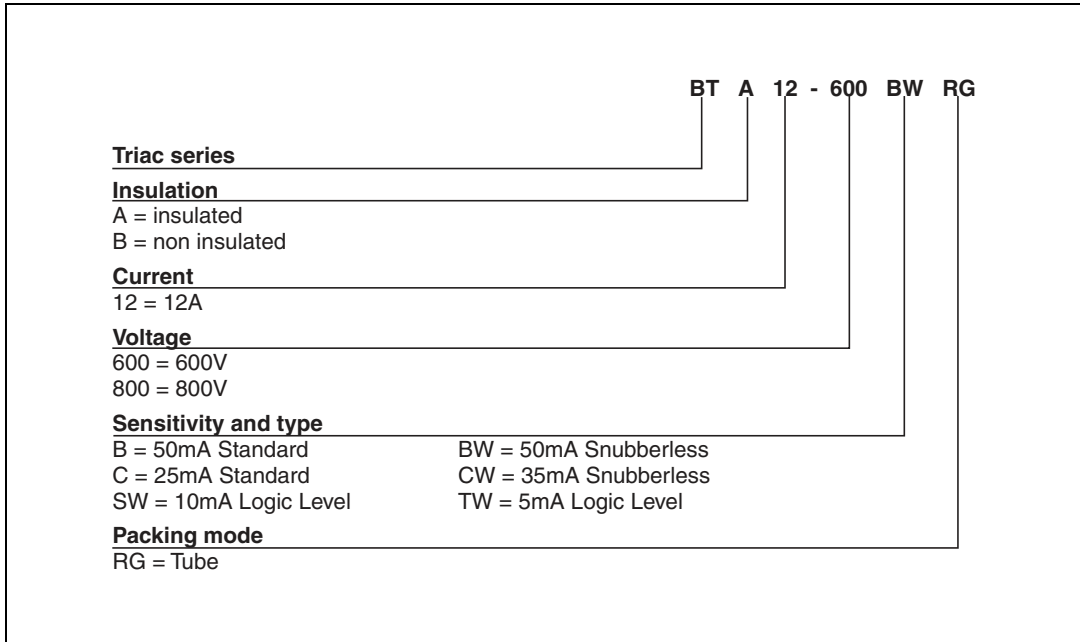 BT A 12 - 600 BW RG
Triac series
Insulation
A = insulated
B = non insulated
Current
12 = 12A
Voltage
600 = 600V
800 = 800V
Sensitivity and type
B = 50mA Standard BW = 50mA Snubberless
C = 25mA Standard CW = 35mA Snubberless
SW = 10mA Logic Level TW = 5mA Logic Level
Packing mode
RG = Tube